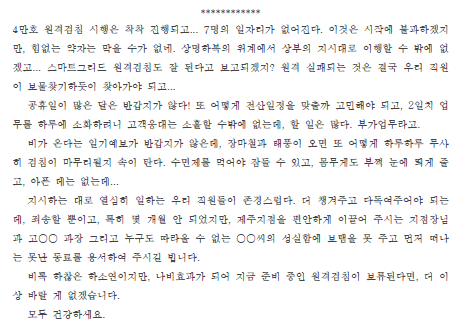 ************
4만호 원격검침 시행은 착착 진행되고... 7명의 일자리가 없어진다. 이것은 시작에 불과하겠지
만, 힘없는 약자는 막을 수가 없네. 상명하복의 위계에서 상부의 지시대로 이행할 수 밖에 없
겠고... 스마트그리드 원격검침도 잘 된다고 보고되겠지? 원격 실패되는 것은 결국 우리 직원
이 보물찾기하듯이 찾아가야 되고...
공휴일이 많은 달은 반갑지가 않다! 또 어떻게 전산일정을 맞출까 고민해야 되고, 2일치 업
무를 하루에 소화하려니 고객응대는 소홀할 수밖에 없는데, 할 일은 많다. 부가업무라고.
비가 온다는 일기예보가 반갑지가 않은데, 장마철과 태풍이 오면 또 어떻게 하루하루 무사
히 검침이 마무리될지 속이 탄다. 수면제를 먹어야 잠들 수 있고, 몸무게도 부쩍 눈에 띄게 줄
고, 아픈 데는 없는데...
지시하는 대로 열심히 일하는 우리 직원들이 존경스럽다. 더 챙겨주고 다독여주어야 되는
데, 죄송할 뿐이고, 특히 몇 개월 안 되었지만, 제주지점을 편안하게 이끌어 주시는 지점장님
과 고○○ 과장 그리고 누구도 따라올 수 없는 ○○씨의 성실함에 보탬을 못 주고 먼저 떠나
는 못난 동료를 용서하여 주시길 빕니다.
비록 하찮은 하소연이지만, 나비효과가 되어 지금 준비 중인 원격검침이 보류된다면, 더 이
상 바랄 게 없겠습니다.
모두 건강하세요.